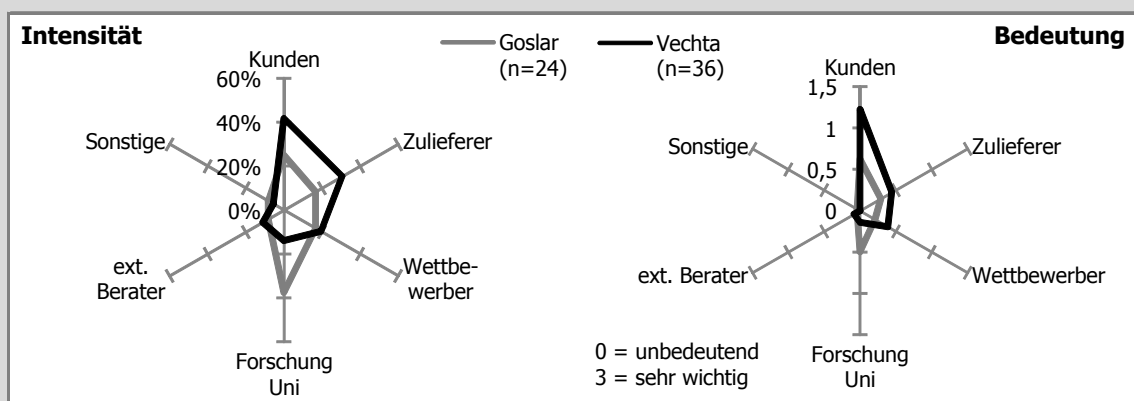 Intensität
Goslar
(n=24)
Vechta
(n=36)
Bedeutung
Kunden
60%
40%
20%
0%
Sonstige
Zulieferer
ext.
Berater
Wettbe-
werber
Forschung
Uni
Kunden
1,5
1
0,5
0
Sonstige
Zulieferer
ext. Berater
Wettbewerber
Forschung
Uni
0 = unbedeutend
3 = sehr wichtig